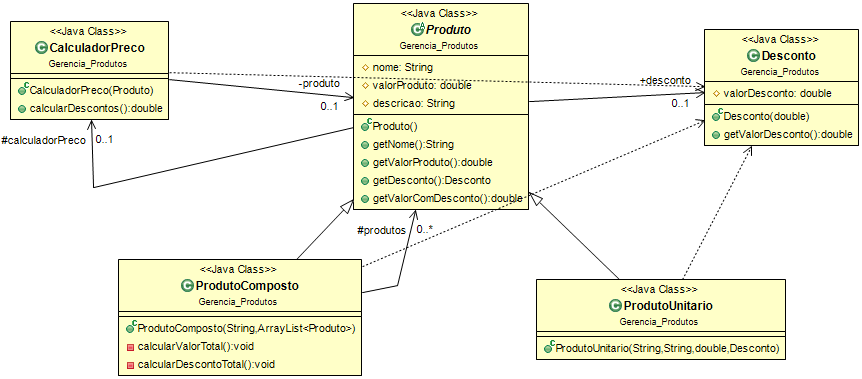 <<Java Class>>
CalculadorPreco
Gerencia_Produtos
CalculadorPreco(Produto)
calcularDescontos():double
<<Java Class>>
Produto
Gerencia_Produtos
nome: String
valorProduto: double
descricao: String
Produto()
getNome():String
getValorProduto():double
getDesconto():Desconto
getValorComDesconto():double
<<Java Class>>
Desconto
Gerencia_Produtos
valorDesconto: double
Desconto(double)
getValorDesconto():double
-produto
0..1
+desconto
0..1
#calculadorPreco
0..1
#produtos
0..*
<<Java Class>>
ProdutoComposto
Gerencia_Produtos
ProdutoComposto(String,ArrayList<Produto>)
calcularValorTotal():void
calcularDescontoTotal():void
<<Java Class>>
ProdutoUnitario
Gerencia_Produtos
ProdutoUnitario(String,String,double,Desconto)